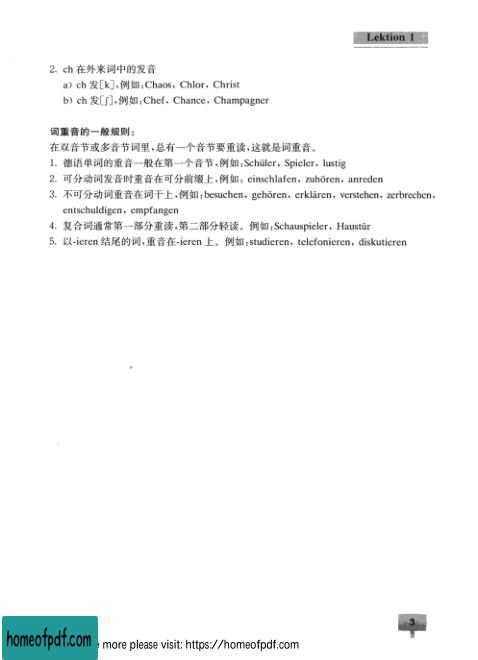 Lektion 1
2. ch 在外来词中的发音
a) ch 发[k],例如:Chaos, Chlor, Christ
b) ch 发[ʃ],例如:Chef, Chance, Champagner
词重音的一般规则:
在双音节或多音节词里,总有一个音节要重读,这就是词重音。
1. 德语单词的重音一般在第一个音节,例如:Schüler, Spieler, lustig
2. 可分动词发音时重音在可分前缀上,例如: einschlafen, zuhören, anreden
3. 不可分动词重音在词干上,例如:besuchen, gehören, erklären, verstehen, zerbrechen,
entschuldigen, empfangen
4. 复合词通常第一部分重读,第二部分轻读。例如:Schauspieler, Haustür
5. 以-ieren 结尾的词,重音在-ieren 上。例如:studieren, telefonieren, diskutieren
3
homeofpdf.com
more please visit: https://homeofpdf.com